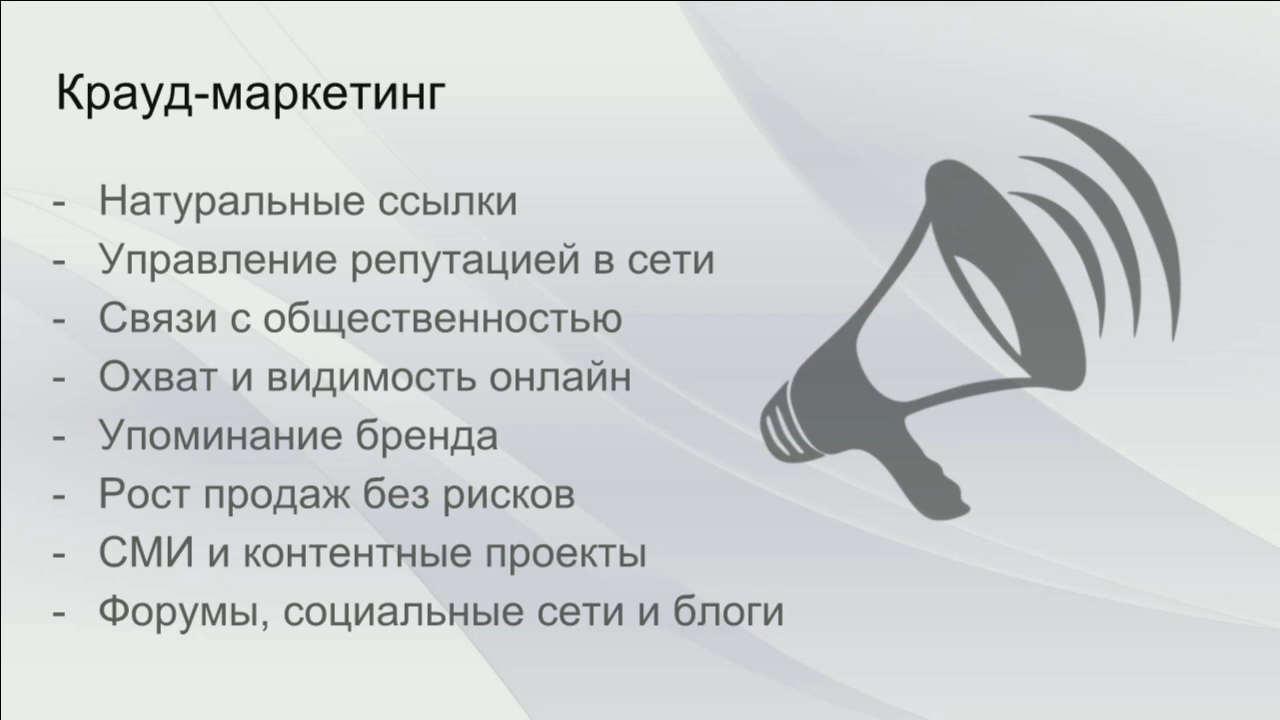 Крауд-маркетинг
- Натуральные ссылки
- Управление репутацией в сети
- Связи с общественностью
- Охват и видимость онлайн
- Упоминание бренда
- Рост продаж без рисков
- СМИ и контентные проекты
- Форумы, социальные сети и блоги